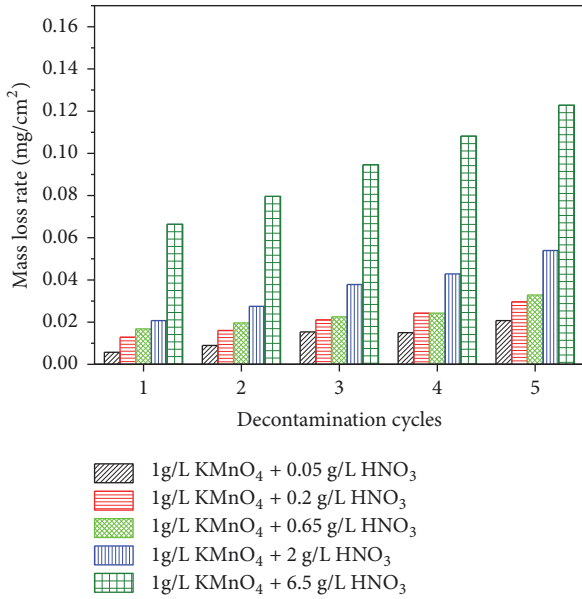 0.16
0.14
0.12
0.10
0.08
0.06
0.04
0.02
0.00
Mass loss rate (mg/cm²)
1 2 3 4 5
Decontamination cycles
1g/L KMnO₄ + 0.05 g/L HNO₃
1g/L KMnO₄ + 0.2 g/L HNO₃
1g/L KMnO₄ + 0.65 g/L HNO₃
1g/L KMnO₄ + 2 g/L HNO₃
1g/L KMnO₄ + 6.5 g/L HNO₃